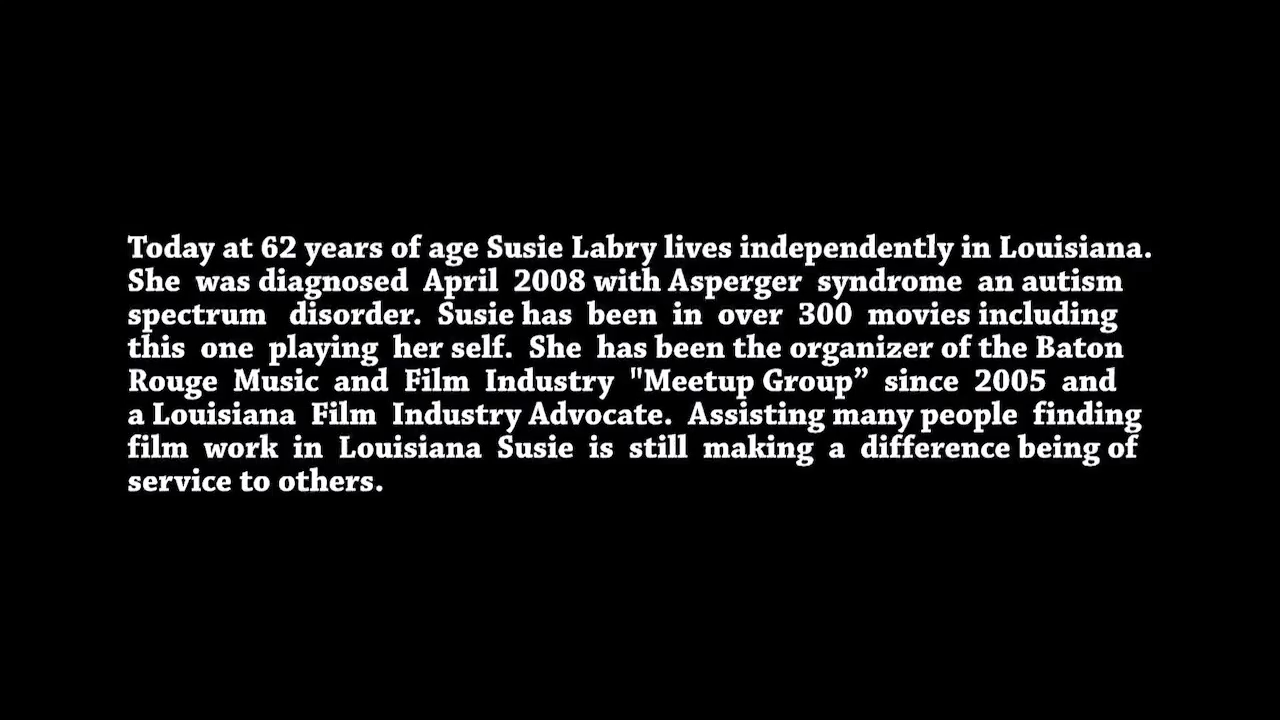 Today at 62 years of age Susie Labry lives independently in Louisiana.
She was diagnosed April 2008 with Asperger syndrome an autism
spectrum disorder. Susie has been in over 300 movies including
this one playing her self. She has been the organizer of the Baton
Rouge Music and Film Industry "Meetup Group” since 2005 and
a Louisiana Film Industry Advocate. Assisting many people finding
film work in Louisiana Susie is still making a difference being of
service to others.